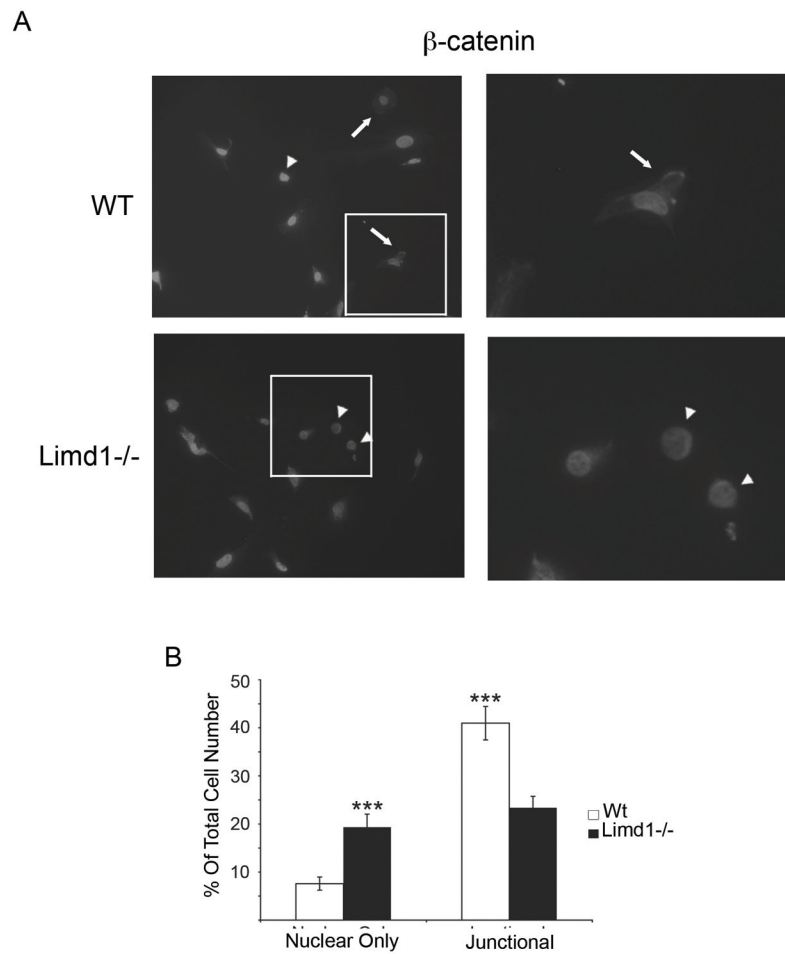 A
β-catenin
WT
Limd1-/-
B
% Of Total Cell Number
50
40
30
20
10
***
***
Wt
Limd1-/-
Nuclear Only
Junctional